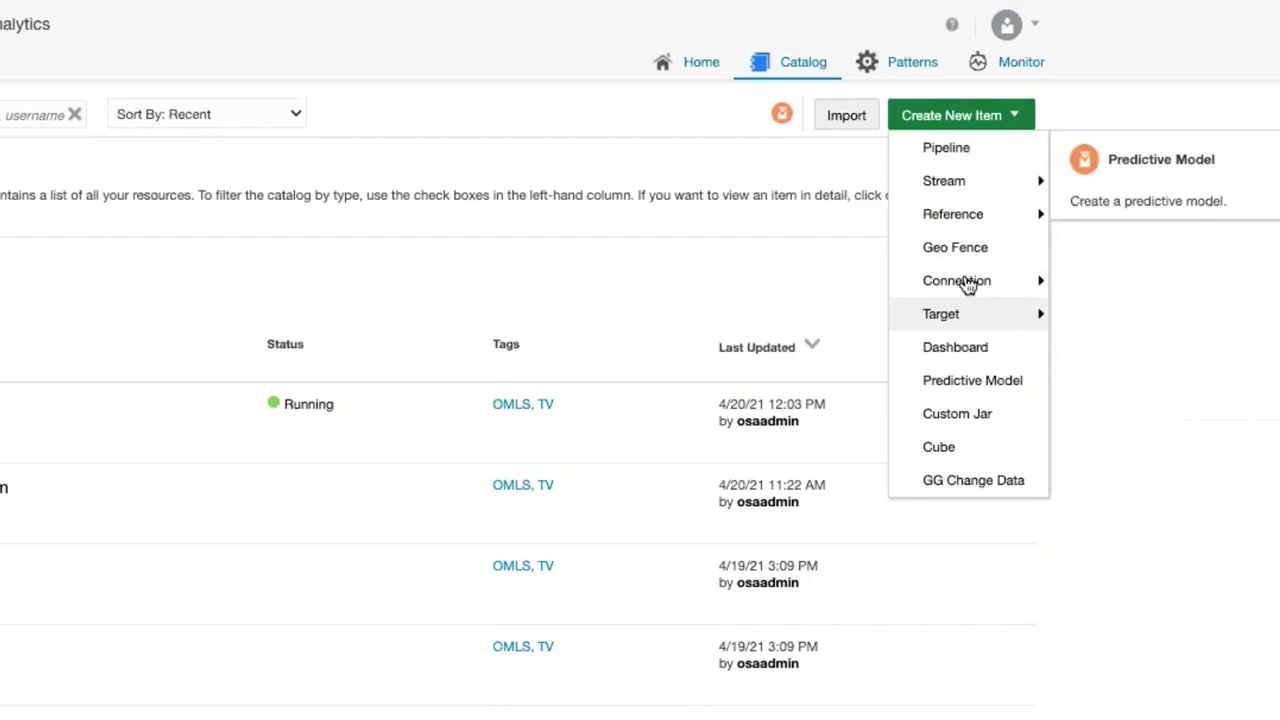 nalytics
Home
Catalog
Patterns
Monitor
, username
Sort By: Recent
Import
Create New Item
Pipeline
Stream
Reference
Geo Fence
Connection
Target
Dashboard
Predictive Model
Custom Jar
Cube
GG Change Data
Predictive Model
Create a predictive model.
ntains a list of all your resources. To filter the catalog by type, use the check boxes in the left-hand column. If you want to view an item in detail, click
Status
Tags
Last Updated
Running
OMLS, TV
4/20/21 12:03 PM
by osaadmin
m
OMLS, TV
4/20/21 11:22 AM
by osaadmin
OMLS, TV
4/19/21 3:09 PM
by osaadmin
OMLS, TV
4/19/21 3:09 PM
by osaadmin